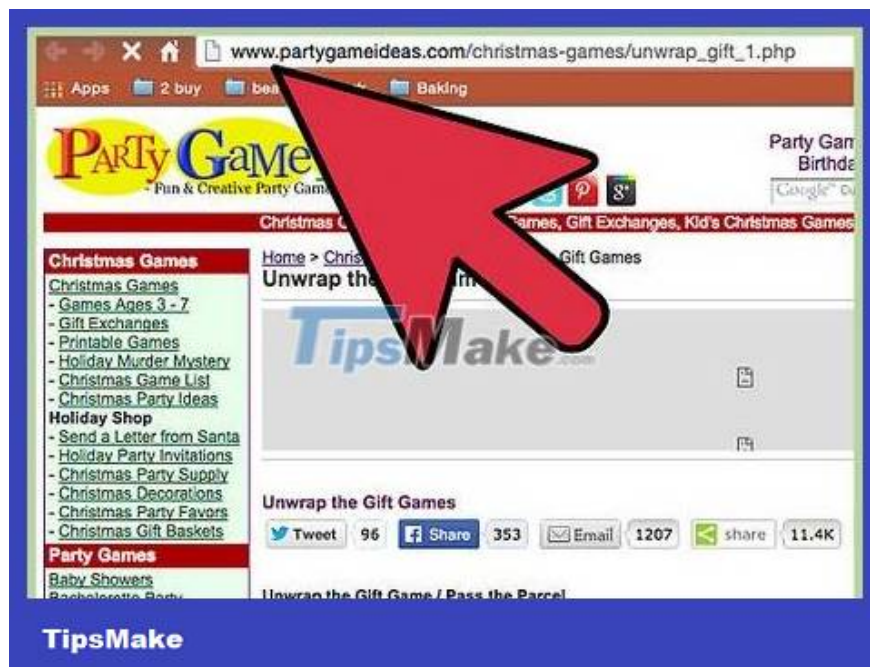 www.partygameideas.com/christmas-games/unwrap_gift_1.php
Apps 2 buy Baking
PARTy GaMe
- Fun & Creative Party Game
Party Gam
Birthda
Google
Christmas Games, Gift Exchanges, Kid's Christmas Games
Christmas Games
Christmas Games
- Games Ages 3 - 7
- Gift Exchanges
- Printable Games
- Holiday Murder Mystery
- Christmas Game List
- Christmas Party Ideas
Holiday Shop
- Send a Letter from Santa
- Holiday Party Invitations
- Christmas Party Supply
- Christmas Decorations
- Christmas Party Favors
- Christmas Gift Baskets
Party Games
Baby Showers
Home > Gift Games
Unwrap the
TipsMake.com
Unwrap the Gift Games
Tweet 96 Share 353 Email 1207 share 11.4K
Unwrap the Gift Game / Pass the Parcel
TipsMake